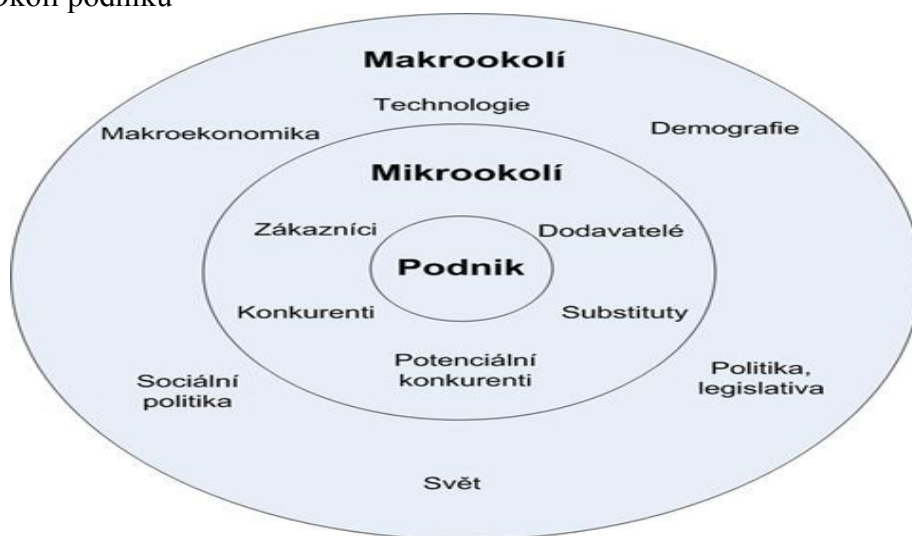 Okolí podniku
Makrookolí
Technologie
Makroekonomika
Demografie
Mikrookolí
Zákazníci
Dodavatelé
Podnik
Konkurenti
Substituty
Potenciální
konkurenti
Sociální
politika
Politika,
legislativa
Svět